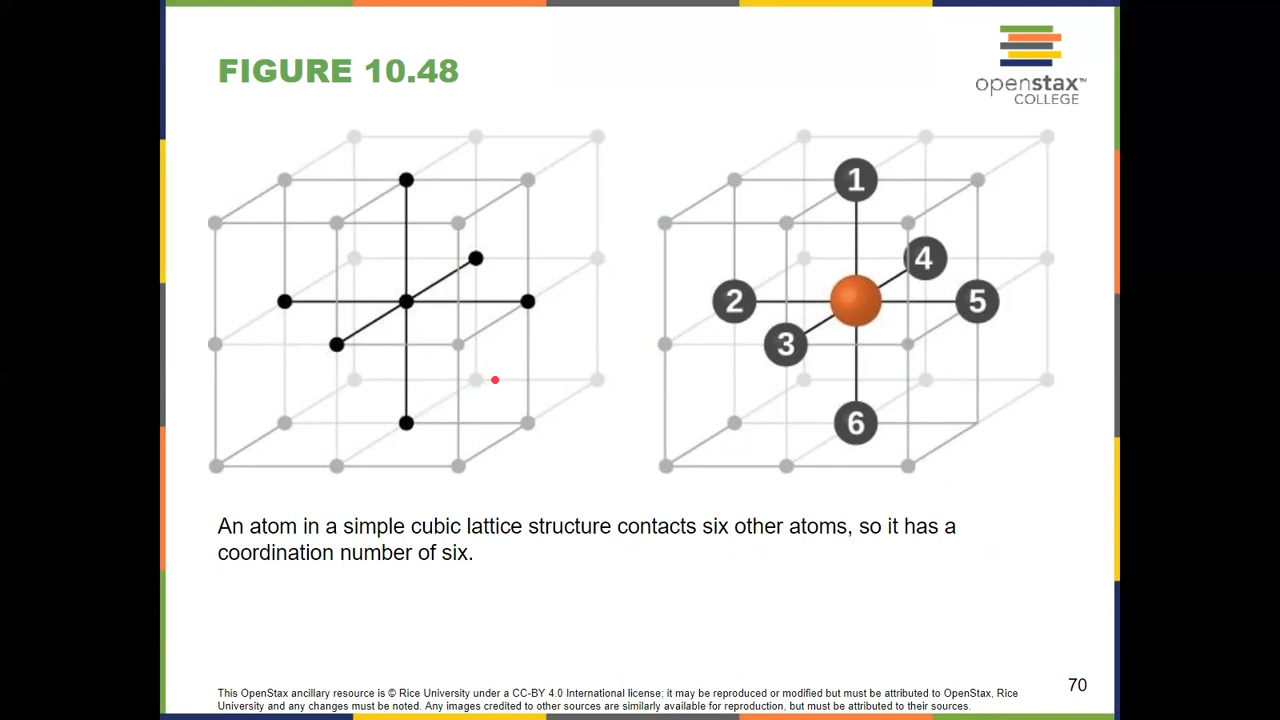 FIGURE 10.48
openstax™
COLLEGE
1
4
2
5
3
6
An atom in a simple cubic lattice structure contacts six other atoms, so it has a
coordination number of six.
70
This OpenStax ancillary resource is © Rice University under a CC-BY 4.0 International license; it may be reproduced or modified but must be attributed to OpenStax, Rice
University and any changes must be noted. Any images credited to other sources are similarly available for reproduction, but must be attributed to their sources.